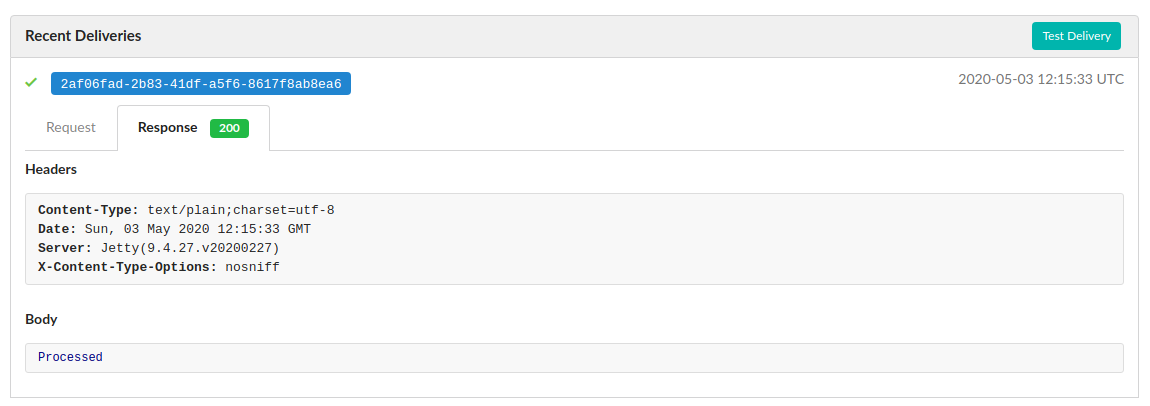 Recent Deliveries
Test Delivery
2af06fad-2b83-41df-a5f6-8617f8ab8ea6
2020-05-03 12:15:33 UTC
Request
Response 200
Headers
Content-Type: text/plain;charset=utf-8
Date: Sun, 03 May 2020 12:15:33 GMT
Server: Jetty(9.4.27.v20200227)
X-Content-Type-Options: nosniff
Body
Processed